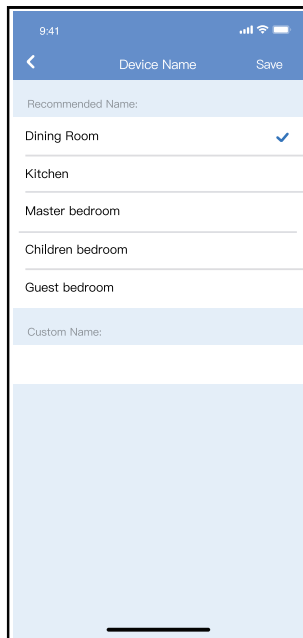 9:41
Device Name
Save
Recommended Name:
Dining Room
Kitchen
Master bedroom
Children bedroom
Guest bedroom
Custom Name: